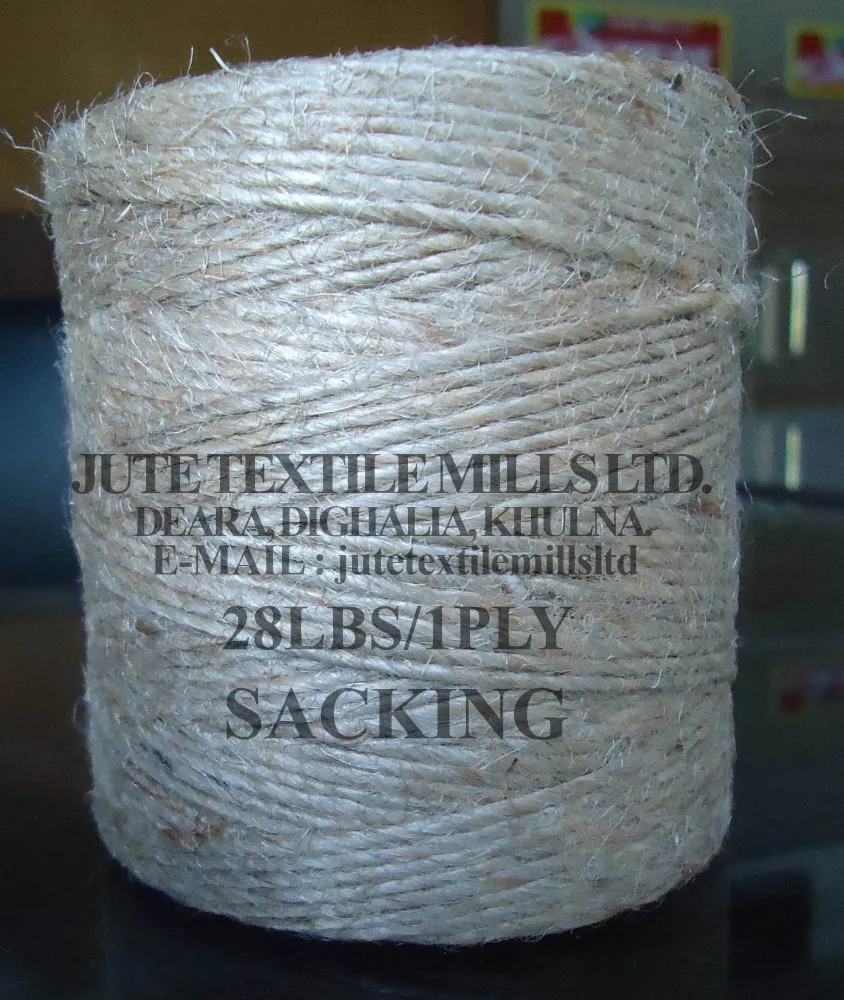 JUTE TEXTILE MILLS LTD.
DEARA, DIGHALIA, KHULNA.
E-MAIL : jutetextilemillsltd
28LBS/1PLY
SACKING